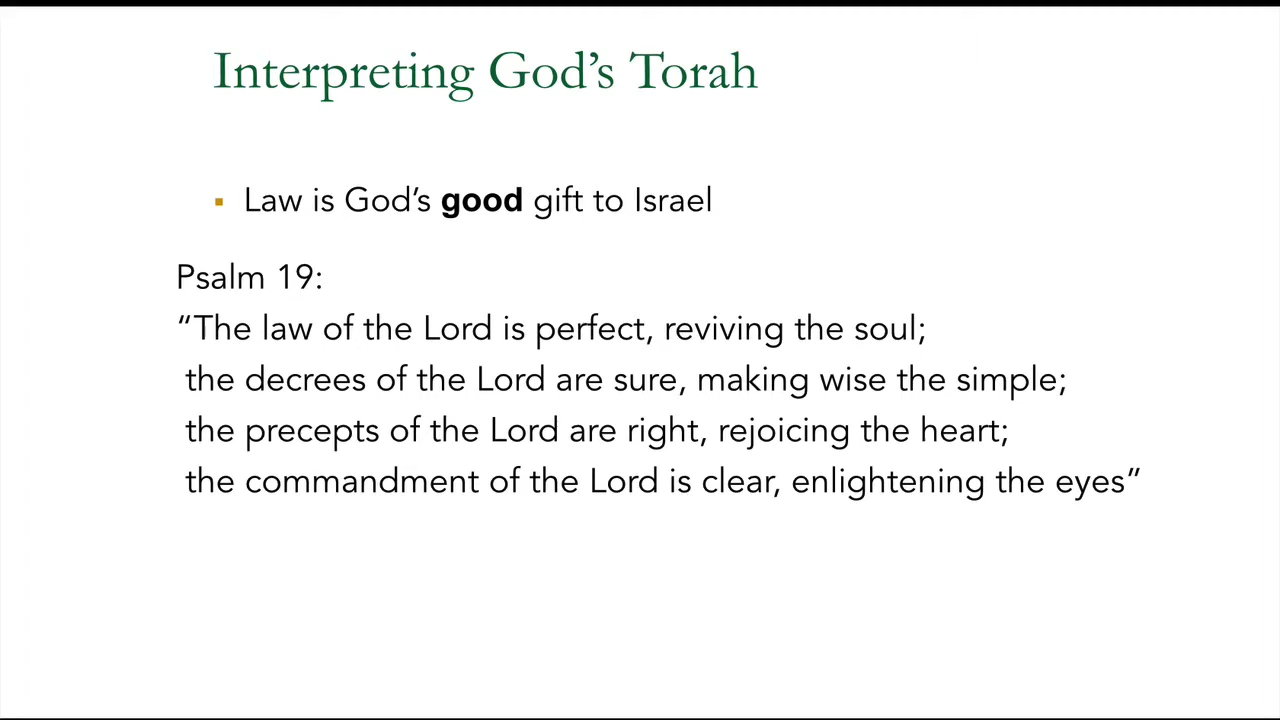 Interpreting God’s Torah
▪ Law is God’s good gift to Israel
Psalm 19:
“The law of the Lord is perfect, reviving the soul;
the decrees of the Lord are sure, making wise the simple;
the precepts of the Lord are right, rejoicing the heart;
the commandment of the Lord is clear, enlightening the eyes”